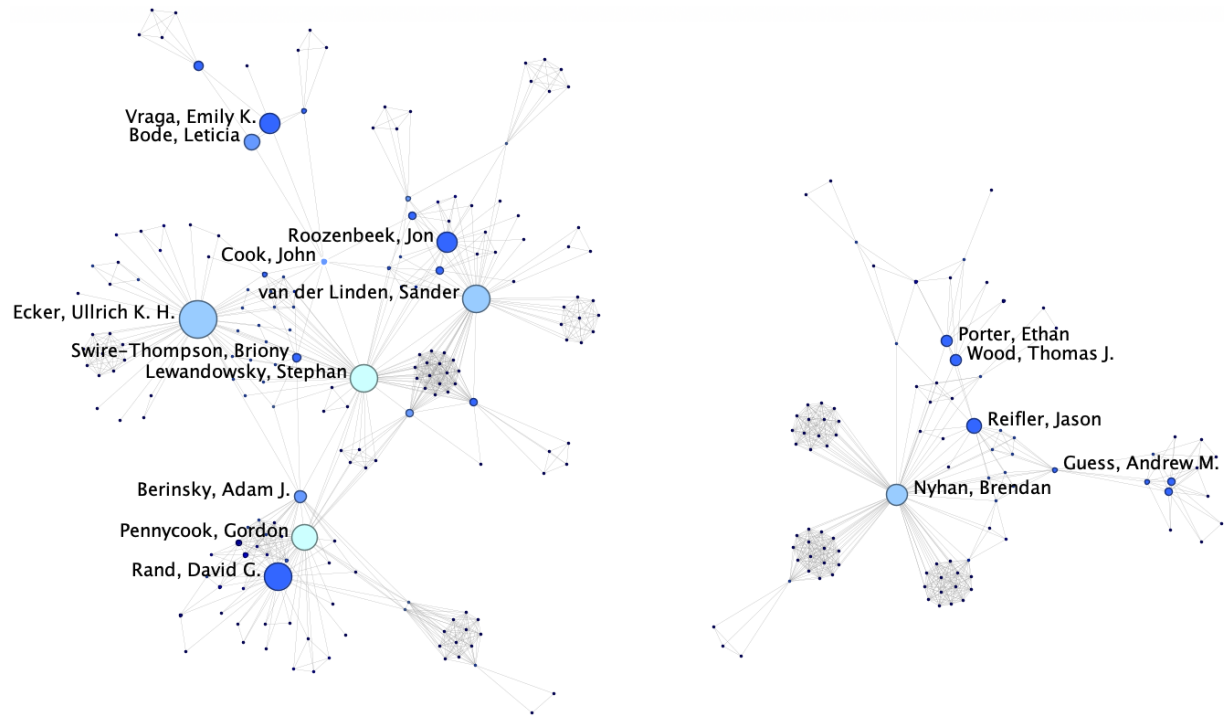 Vraga, Emily K.
Bode, Leticia
Roozenbeek, Jon
Cook, John
van der Linden, Sander
Ecker, Ullrich K. H.
Swire-Thompson, Briony
Lewandowsky, Stephan
Berinsky, Adam J.
Pennycook, Gordon
Rand, David G.
Porter, Ethan
Wood, Thomas J.
Reifler, Jason
Guess, Andrew M.
Nyhan, Brendan